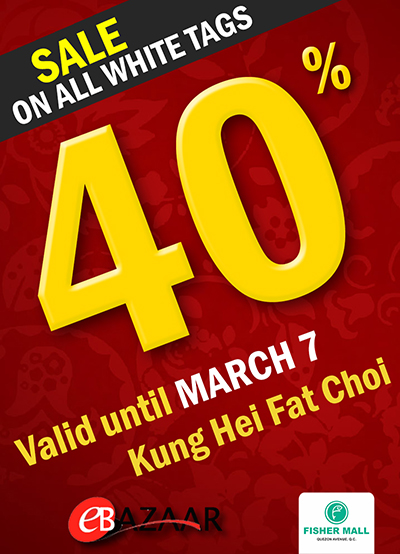 SALE
ON ALL WHITE TAGS
40%
Valid until MARCH 7
Kung Hei Fat Choi
eBAZAAR
FISHER MALL
QUEZON AVENUE, Q.C.